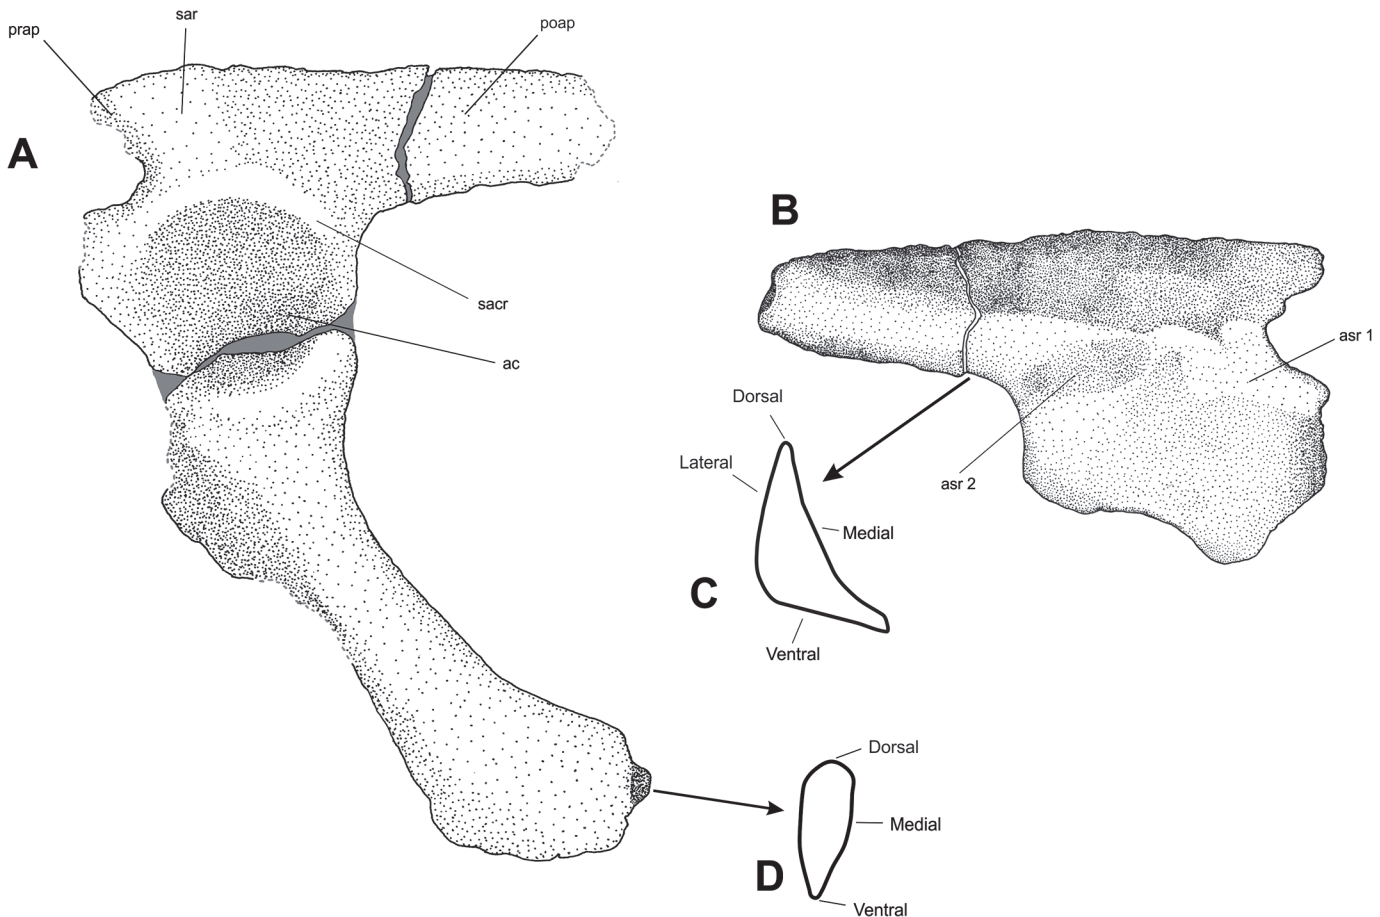 prap
sar
poap
A
sacr
ac
B
asr 1
asr 2
Dorsal
Lateral
Medial
C
Ventral
Dorsal
Medial
D
Ventral